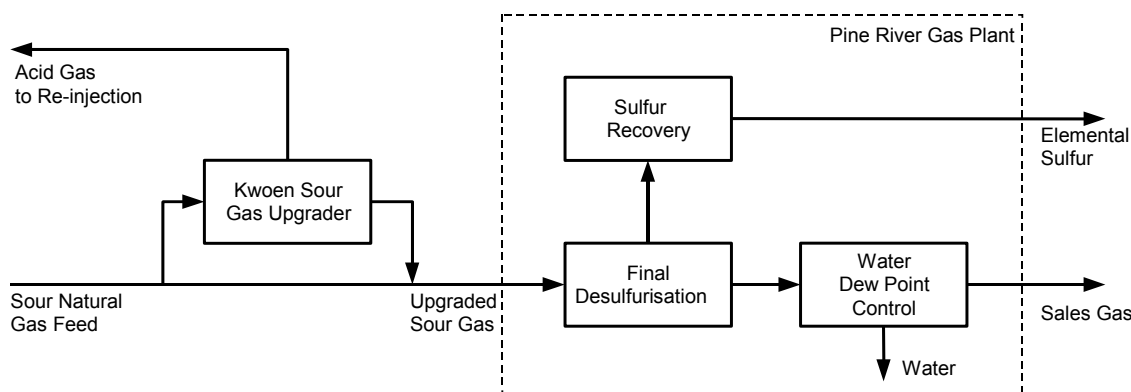 Pine River Gas Plant
Acid Gas
to Re-injection
Sulfur
Recovery
Elemental
Sulfur
Kwoen Sour
Gas Upgrader
Sour Natural
Gas Feed
Upgraded
Sour Gas
Final
Desulfurisation
Water
Dew Point
Control
Sales Gas
Water